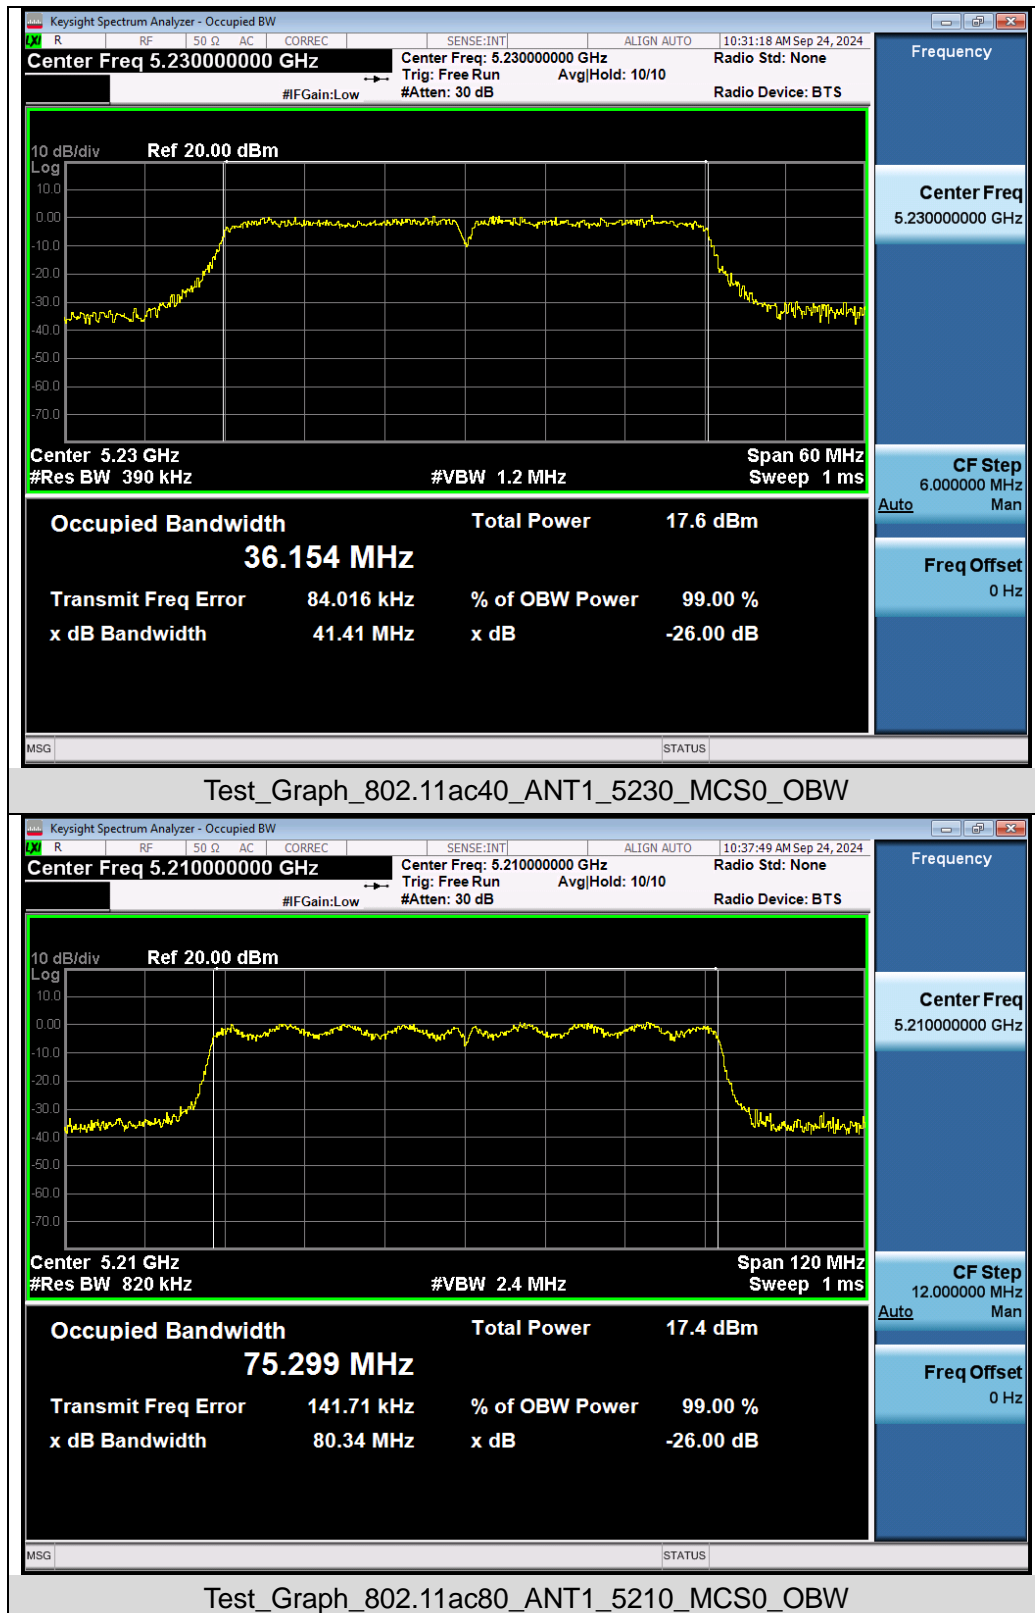 Keysight Spectrum Analyzer - Occupied BW
LXI R RF 50 Ω AC CORREC SENSE:INT ALIGN AUTO 10:31:18 AM Sep 24, 2024
Center Freq 5.230000000 GHz
Center Freq: 5.230000000 GHz Radio Std: None
Trig: Free Run Avg|Hold: 10/10
#IFGain:Low #Atten: 30 dB Radio Device: BTS
Frequency
10 dB/div Ref 20.00 dBm
Log
10.0
0.00
-10.0
-20.0
-30.0
-40.0
-50.0
-60.0
-70.0
Center 5.23 GHz Span 60 MHz
#Res BW 390 kHz #VBW 1.2 MHz Sweep 1 ms
Center Freq
5.230000000 GHz
CF Step
6.000000 MHz
Auto Man
Freq Offset
0 Hz
Occupied Bandwidth Total Power 17.6 dBm
36.154 MHz
Transmit Freq Error 84.016 kHz % of OBW Power 99.00 %
x dB Bandwidth 41.41 MHz x dB -26.00 dB
MSG STATUS
Test_Graph_802.11ac40_ANT1_5230_MCS0_OBW
Keysight Spectrum Analyzer - Occupied BW
LXI R RF 50 Ω AC CORREC SENSE:INT ALIGN AUTO 10:37:49 AM Sep 24, 2024
Center Freq 5.210000000 GHz
Center Freq: 5.210000000 GHz Radio Std: None
Trig: Free Run Avg|Hold: 10/10
#IFGain:Low #Atten: 30 dB Radio Device: BTS
Frequency
10 dB/div Ref 20.00 dBm
Log
10.0
0.00
-10.0
-20.0
-30.0
-40.0
-50.0
-60.0
-70.0
Center 5.21 GHz Span 120 MHz
#Res BW 820 kHz #VBW 2.4 MHz Sweep 1 ms
Center Freq
5.210000000 GHz
CF Step
12.000000 MHz
Auto Man
Freq Offset
0 Hz
Occupied Bandwidth Total Power 17.4 dBm
75.299 MHz
Transmit Freq Error 141.71 kHz % of OBW Power 99.00 %
x dB Bandwidth 80.34 MHz x dB -26.00 dB
MSG STATUS
Test_Graph_802.11ac80_ANT1_5210_MCS0_OBW